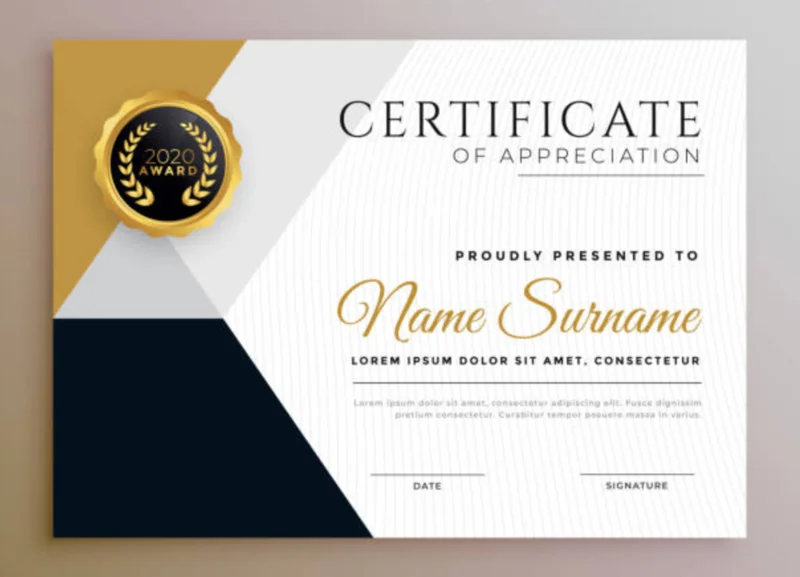 2020
AWARD
CERTIFICATE
OF APPRECIATION
PROUDLY PRESENTED TO
Name Surname
LOREM IPSUM DOLOR SIT AMET, CONSECTETUR
Lorem ipsum dolor sit amet, consectetur adipiscing elit. Fusce dignissim
pretium consectetur. Curabitur tempor posuere massa in varius.
DATE
SIGNATURE